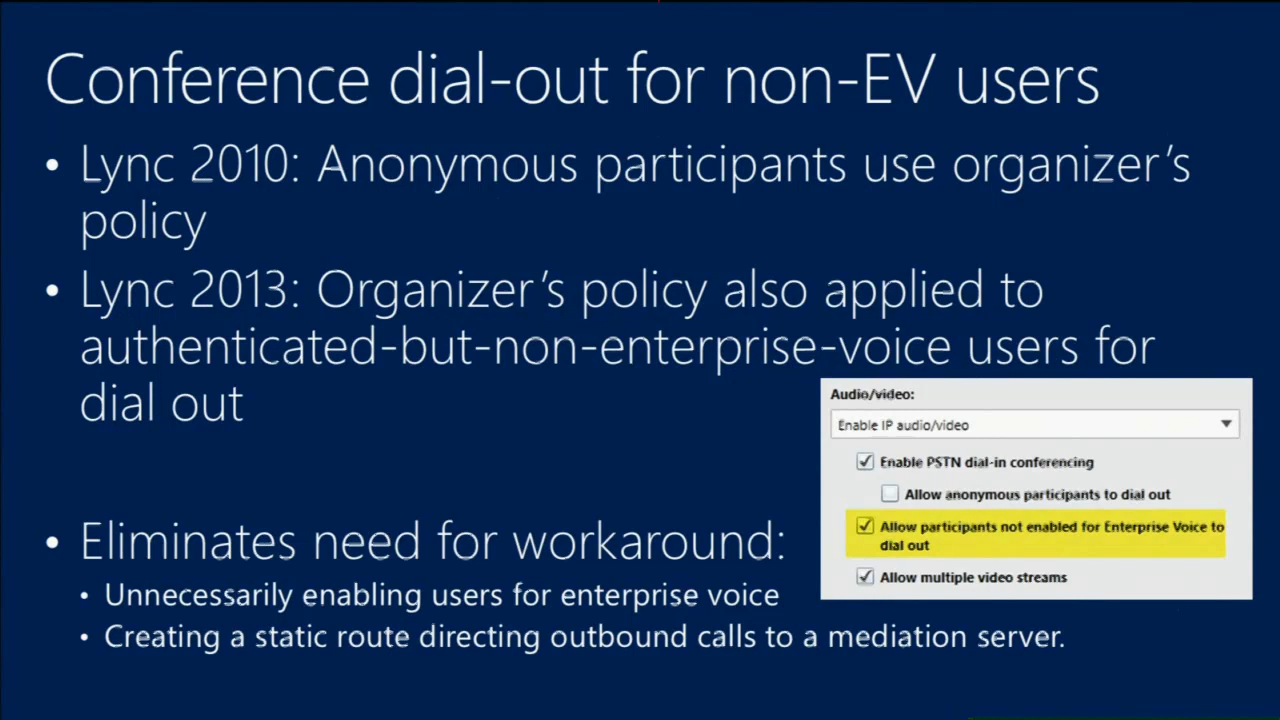 Conference dial-out for non-EV users
• Lync 2010: Anonymous participants use organizer’s
policy
• Lync 2013: Organizer’s policy also applied to
authenticated-but-non-enterprise-voice users for
dial out
Audio/video:
Enable IP audio/video
Enable PSTN dial-in conferencing
Allow anonymous participants to dial out
Allow participants not enabled for Enterprise Voice to
dial out
Allow multiple video streams
• Eliminates need for workaround:
• Unnecessarily enabling users for enterprise voice
• Creating a static route directing outbound calls to a mediation server.